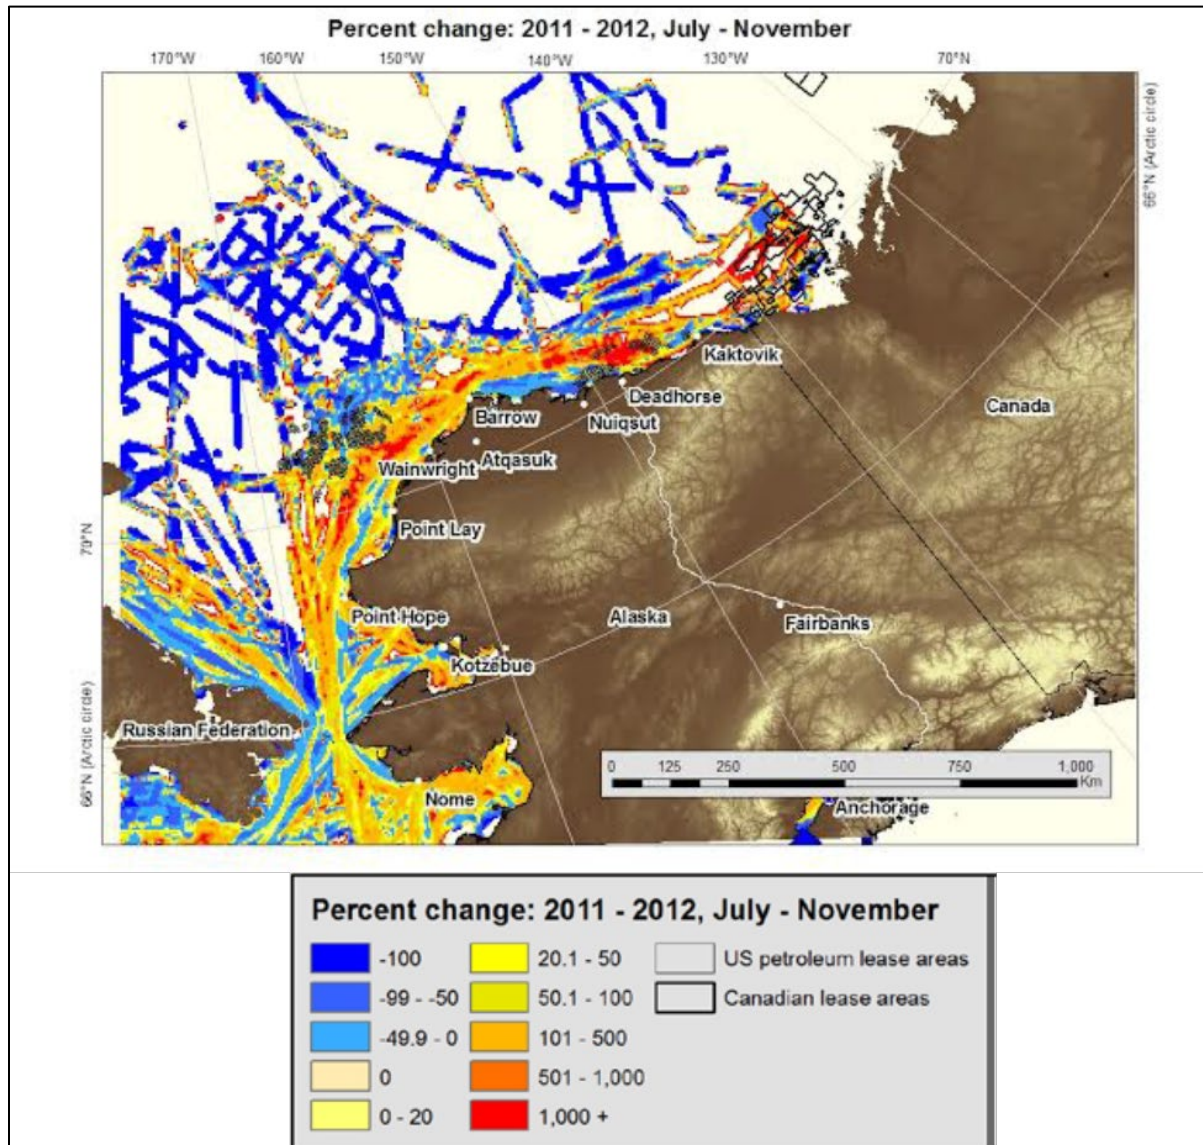 Percent change: 2011 - 2012, July - November
170°W 160°W 150°W 140°W 130°W 70°N
66°N (Arctic circle)
Kaktovik
Deadhorse
Canada
Barrow
Nuiqsut
Wainwright Atqasuk
Point Lay
70°N
Point Hope
Alaska
Fairbanks
Kotzebue
Russian Federation
66°N (Arctic circle)
0 125 250 500 750 1,000
Km
Nome
Anchorage
Percent change: 2011 - 2012, July - November
-100 20.1 - 50 US petroleum lease areas
-99 - -50 50.1 - 100 Canadian lease areas
-49.9 - 0 101 - 500
0 501 - 1,000
0 - 20 1,000 +